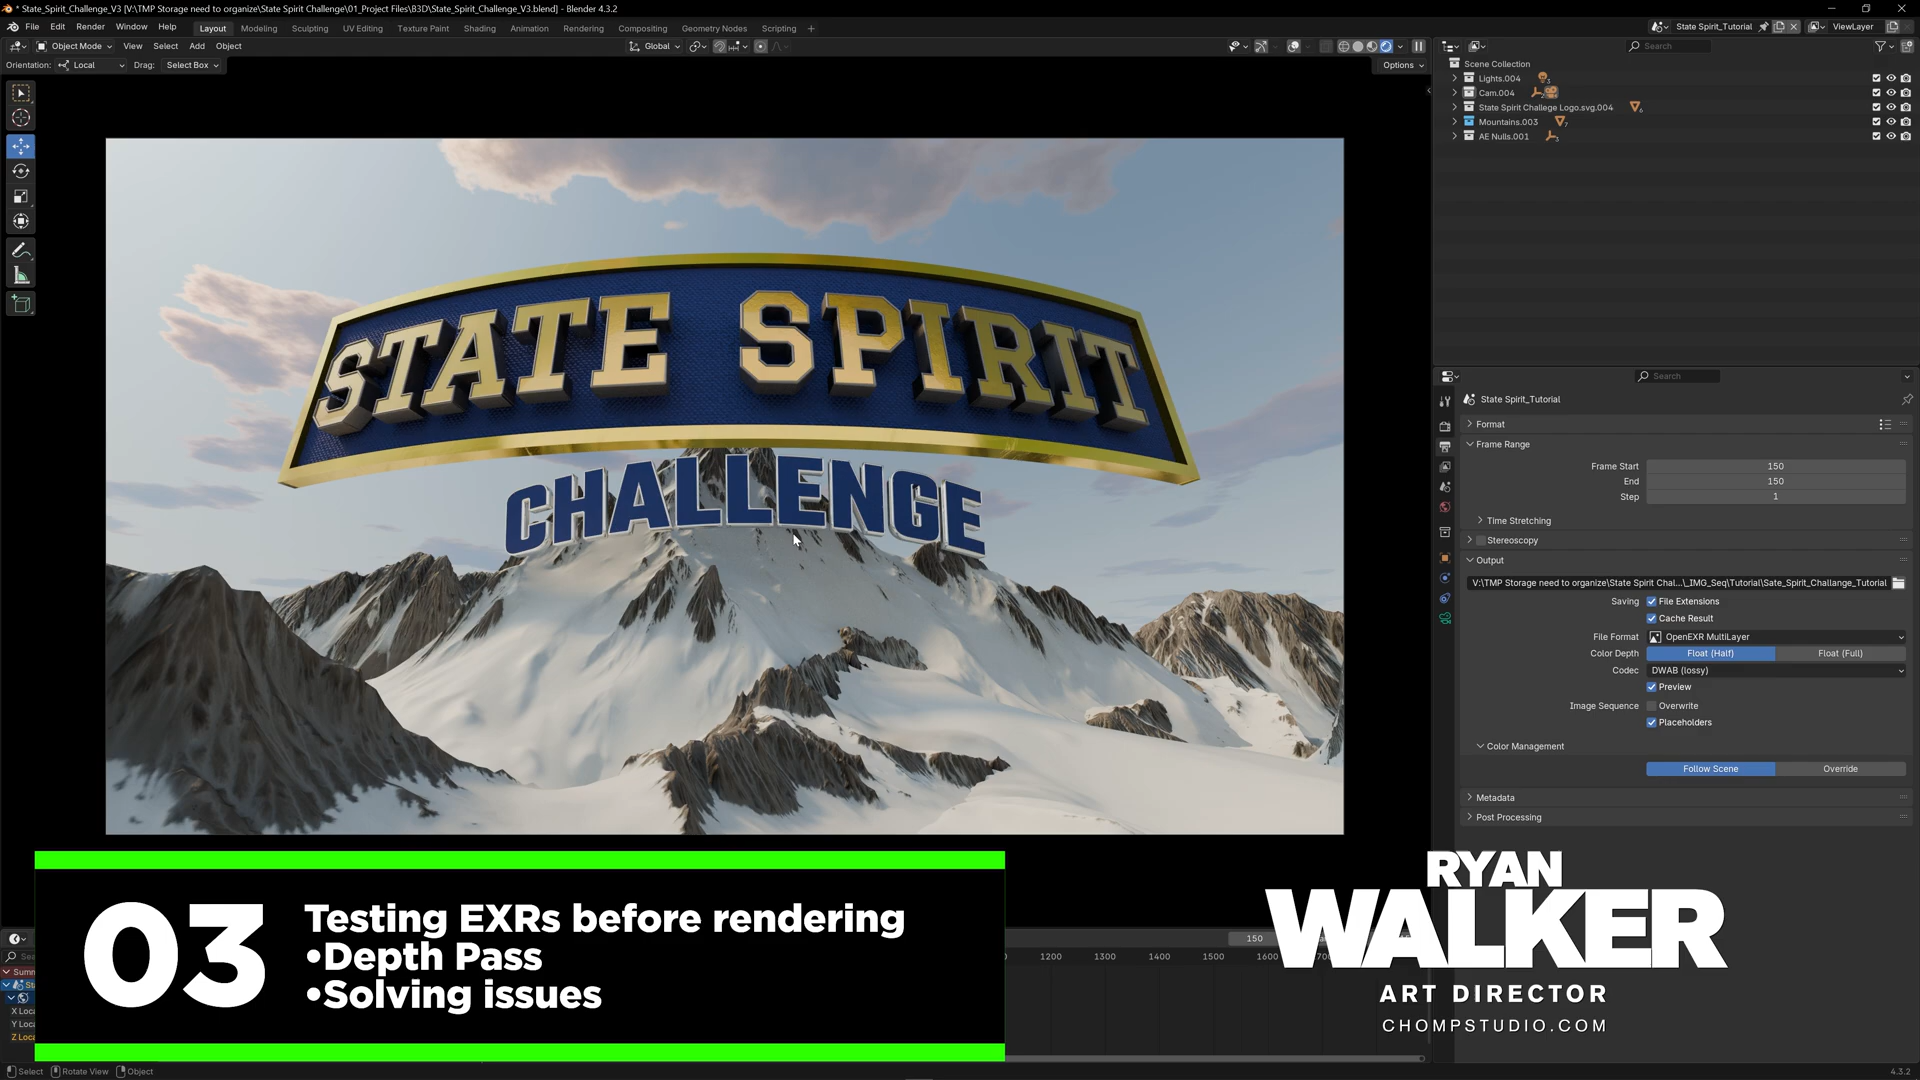 * State_Spirit_Challenge_V3 [V:\TMP Storage need to organize\State Spirit Challenge\01_Project Files\B3D\State_Spirit_Challenge_V3.blend] - Blender 4.3.2
File Edit Render Window Help
Layout Modeling Sculpting UV Editing Texture Paint Shading Animation Rendering Compositing Geometry Nodes Scripting +
State Spirit_Tutorial
ViewLayer
Object Mode View Select Add Object
Global
Search
Orientation: Local Drag: Select Box
Options
Scene Collection
Lights.004
Cam.004
State Spirit Challege Logo.svg.004
Mountains.003
AE Nulls.001
STATE SPIRIT
CHALLENGE
Search
State Spirit_Tutorial
Format
Frame Range
Frame Start 150
End 150
Step 1
Time Stretching
Stereoscopy
Output
V:\TMP Storage need to organize\State Spirit Chal...\_IMG_Seq\Tutorial\Sate_Spirit_Challange_Tutorial
Saving File Extensions
Cache Result
File Format OpenEXR MultiLayer
Color Depth Float (Half) Float (Full)
Codec DWAB (lossy)
Preview
Image Sequence Overwrite
Placeholders
Color Management
Follow Scene Override
Metadata
Post Processing
03
Testing EXRs before rendering
•Depth Pass
•Solving issues
RYAN
WALKER
ART DIRECTOR
CHOMPSTUDIO.COM
150
1200 1300 1400 1500 1600
Select Rotate View Object
4.3.2